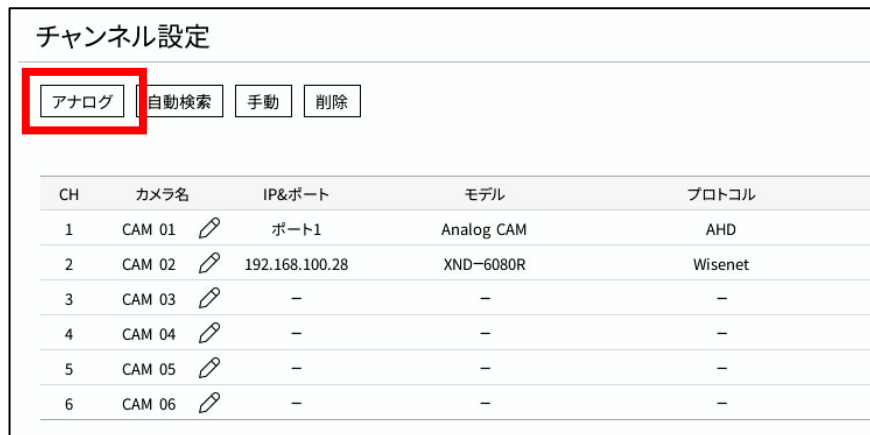 チャンネル設定
アナログ 自動検索 手動 削除
CH カメラ名 IP&ポート モデル プロトコル
1 CAM 01 ポート1 Analog CAM AHD
2 CAM 02 192.168.100.28 XND-6080R Wisenet
3 CAM 03 - - -
4 CAM 04 - - -
5 CAM 05 - - -
6 CAM 06 - - -